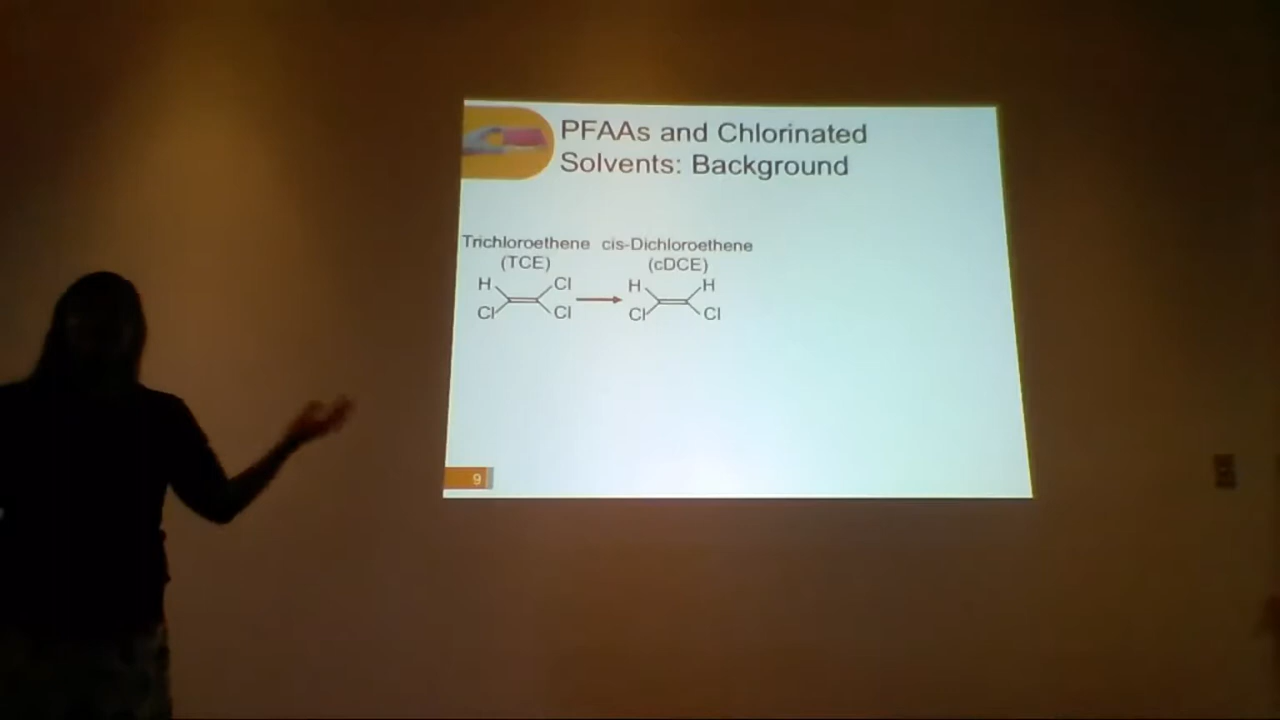 PFAAs and Chlorinated
Solvents: Background
Trichloroethene cis-Dichloroethene
(TCE) (cDCE)
H Cl H H
Cl Cl Cl Cl
9